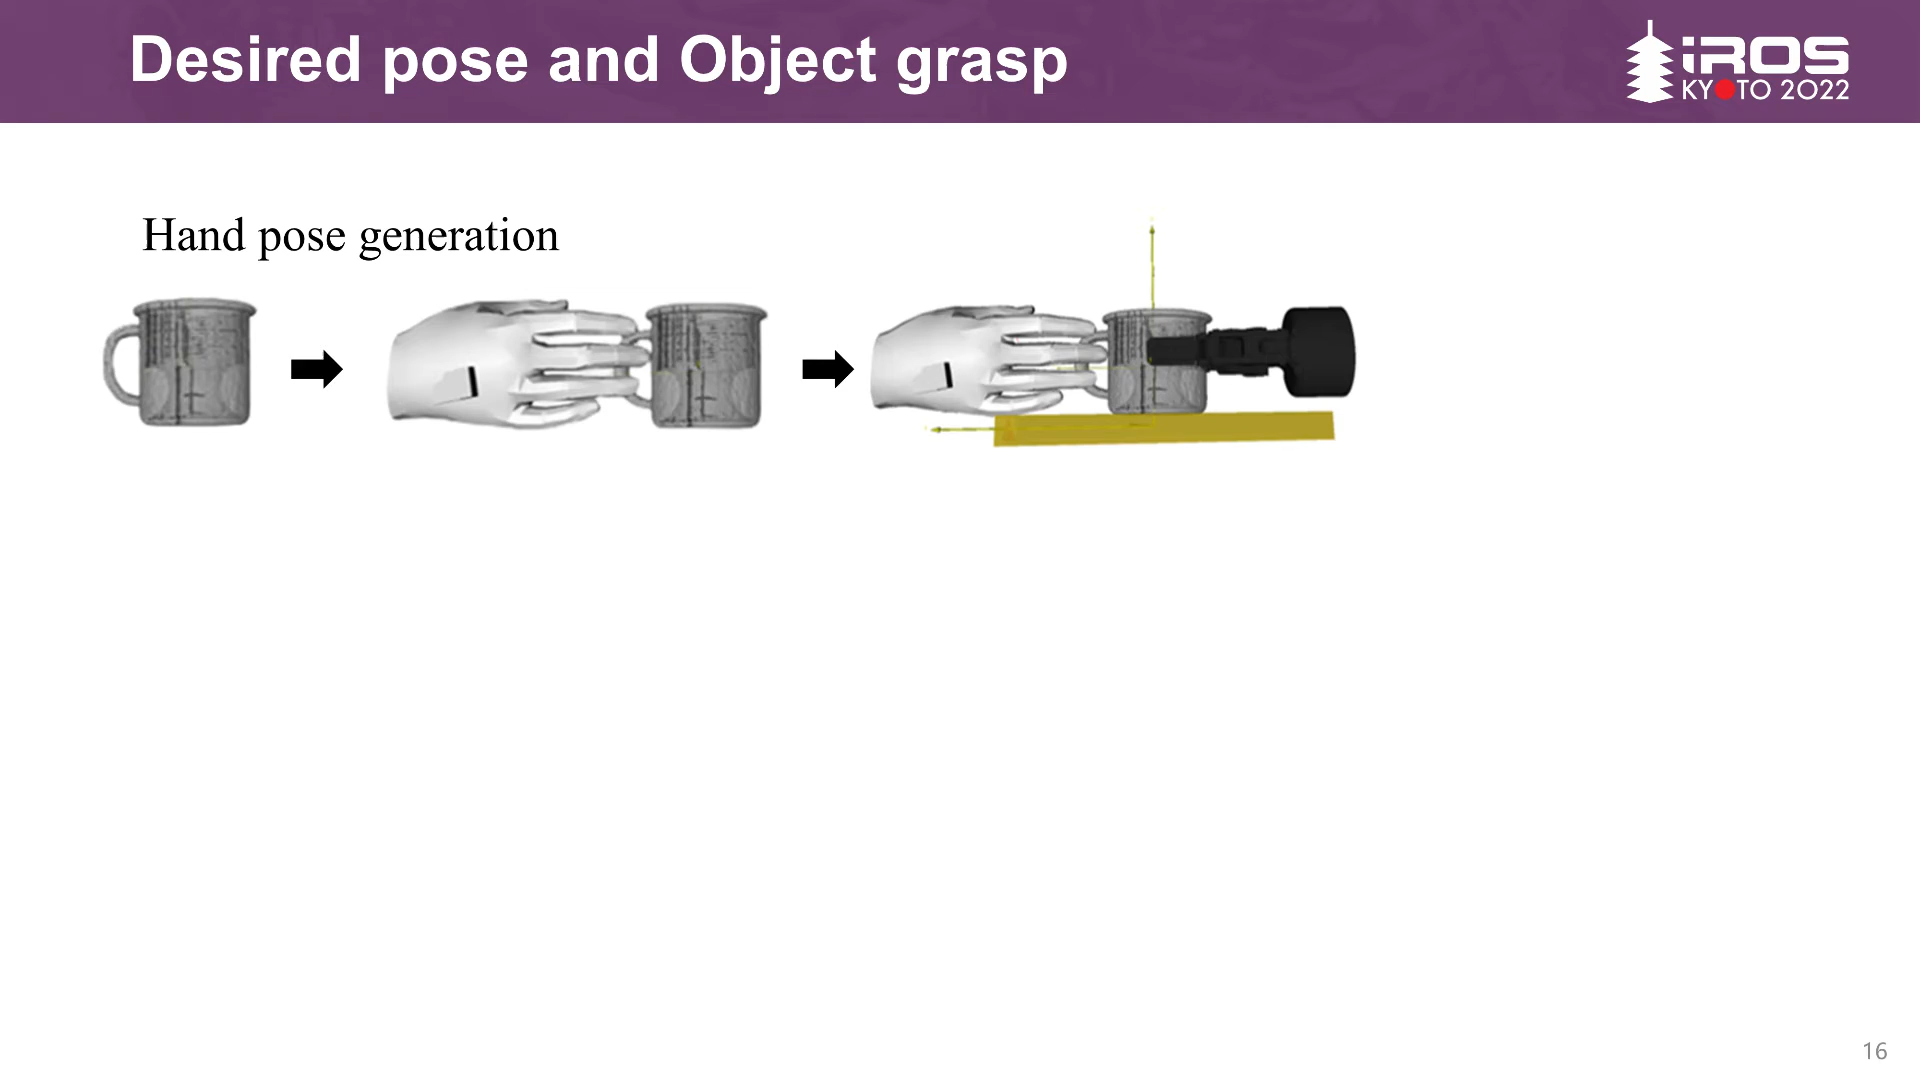 Desired pose and Object grasp
iROS
KYOTO 2022
Hand pose generation
16